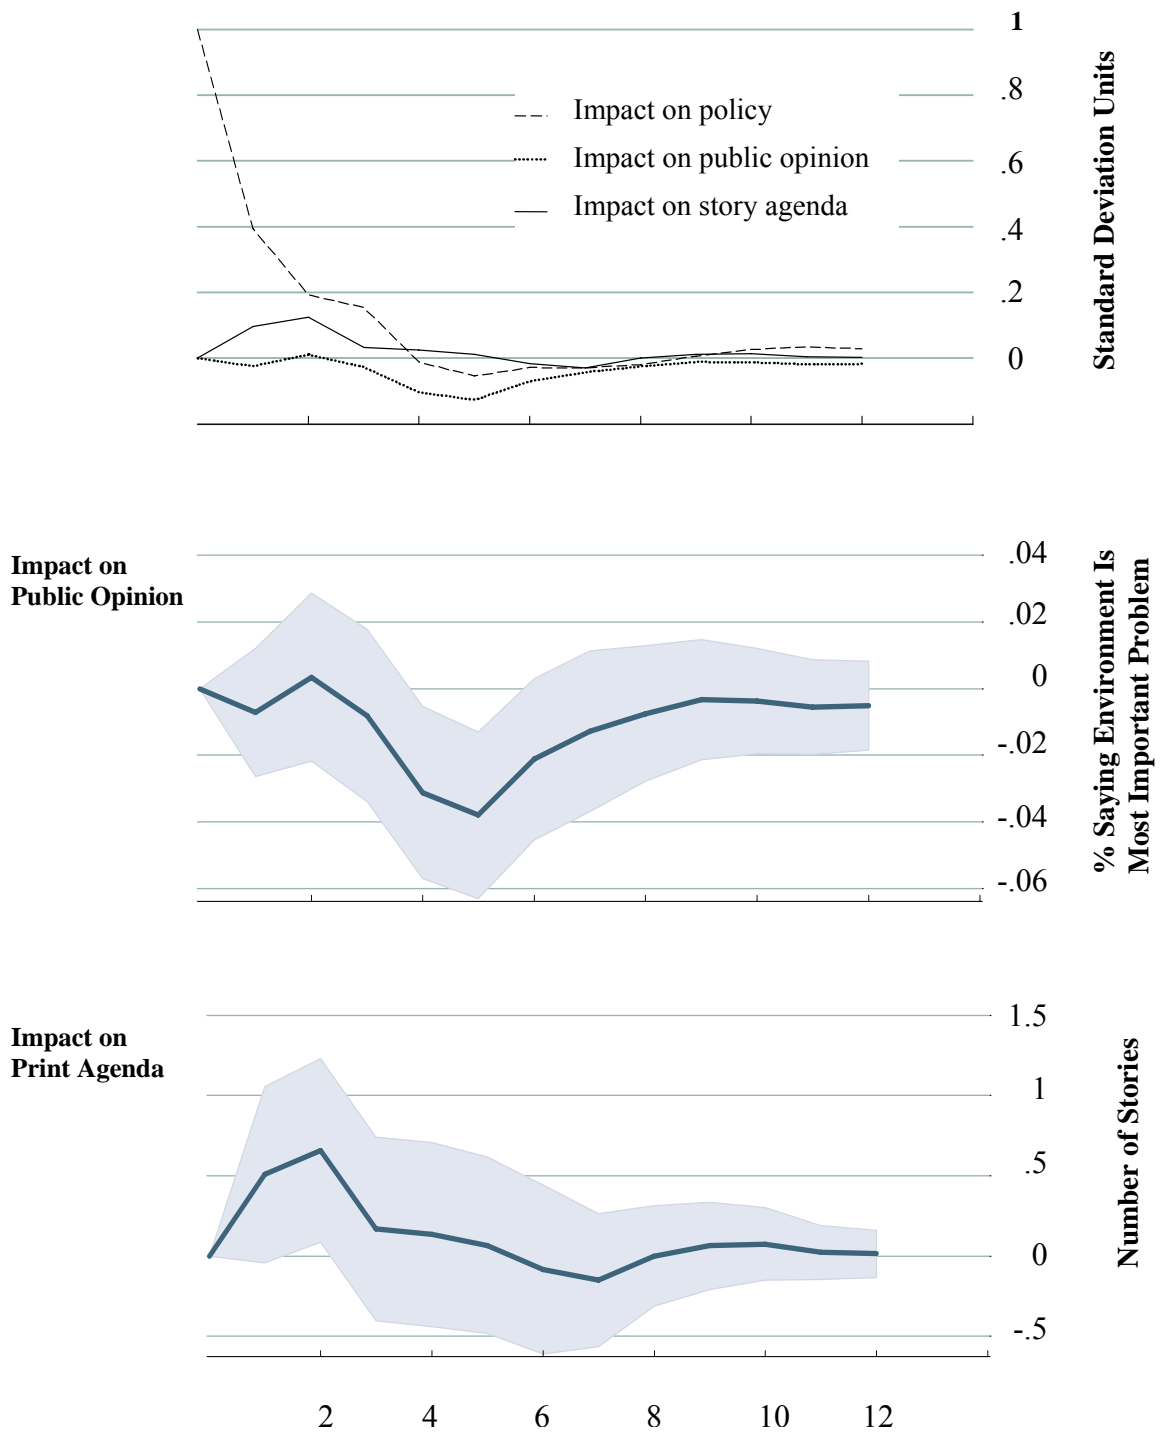 1
.8
.6
.4
.2
0
Standard Deviation Units
Impact on policy
Impact on public opinion
Impact on story agenda
Impact on
Public Opinion
.04
.02
0
-.02
-.04
-.06
% Saying Environment Is
Most Important Problem
Impact on
Print Agenda
1.5
1
.5
0
-.5
Number of Stories
2 4 6 8 10 12